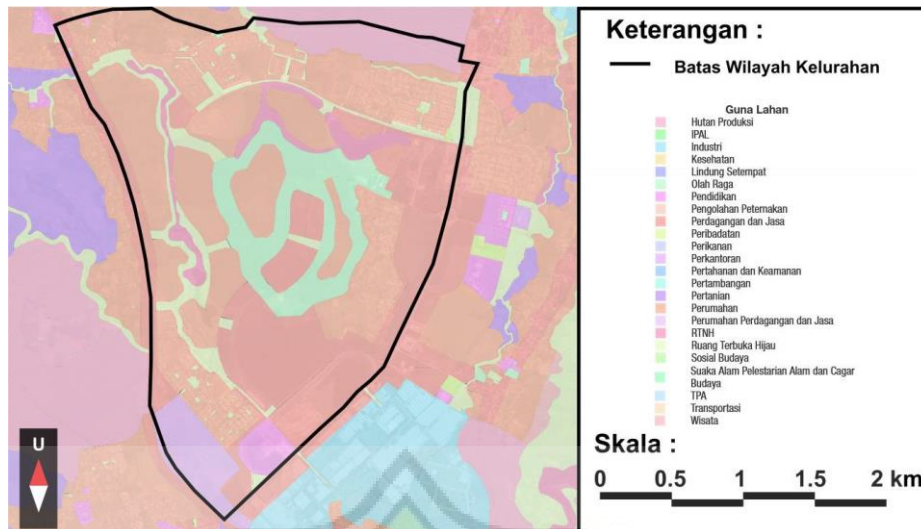 Keterangan :
Batas Wilayah Kelurahan
Guna Lahan
Hutan Produksi
IPAL
Industri
Kesehatan
Lindung Setempat
Olah Raga
Pendidikan
Pengolahan Peternakan
Perdagangan dan Jasa
Peribadatan
Perikanan
Perkantoran
Pertahanan dan Keamanan
Pertambangan
Pertanian
Perumahan
Perumahan Perdagangan dan Jasa
RTNH
Ruang Terbuka Hijau
Sosial Budaya
Suaka Alam Pelestarian Alam dan Cagar
Budaya
TPA
Transportasi
Wisata
Skala :
0 0.5 1 1.5 2 km
U